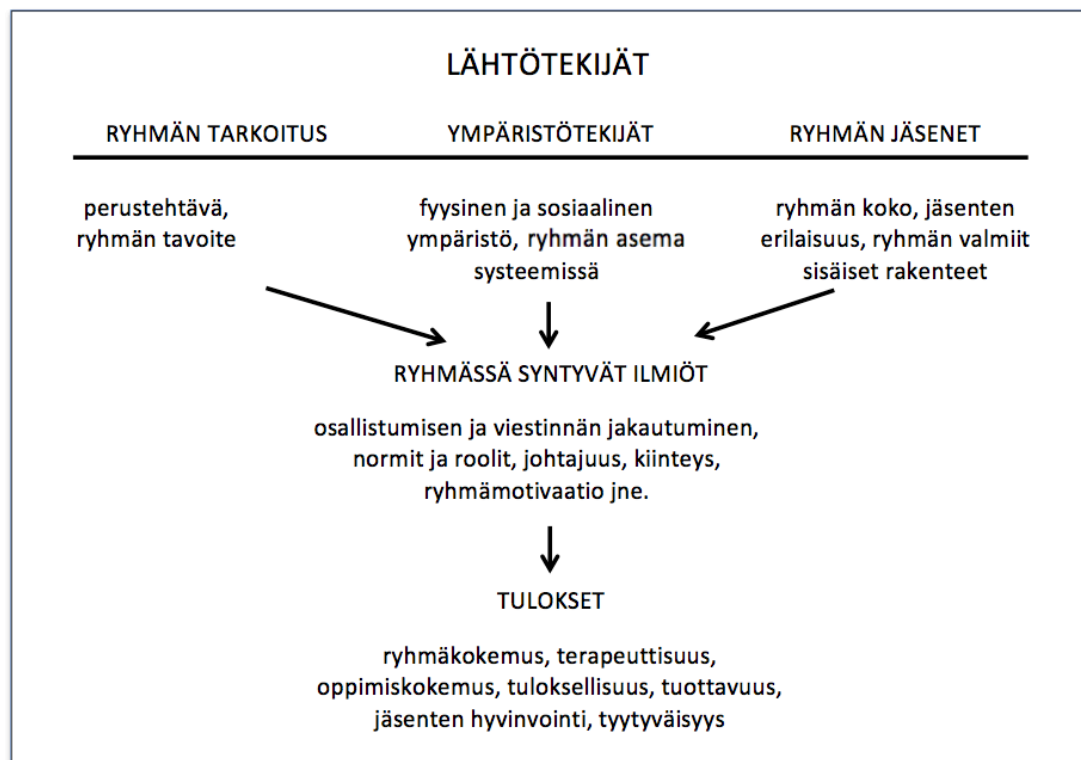 LÄHTÖTEKIJÄT
RYHMÄN TARKOITUS
YMPÄRISTÖTEKIJÄT
RYHMÄN JÄSENET
perustehtävä,
ryhmän tavoite
fyysinen ja sosiaalinen
ympäristö, ryhmän asema
systeemissä
ryhmän koko, jäsenten
erilaisuus, ryhmän valmiit
sisäiset rakenteet
RYHMÄSSÄ SYNTYVÄT ILMIÖT
osallistumisen ja viestinnän jakautuminen,
normit ja roolit, johtajuus, kiinteys,
ryhmämotivaatio jne.
TULOKSET
ryhmäkokemus, terapeuttisuus,
oppimiskokemus, tuloksellisuus, tuottavuus,
jäsenten hyvinvointi, tyytyväisyys